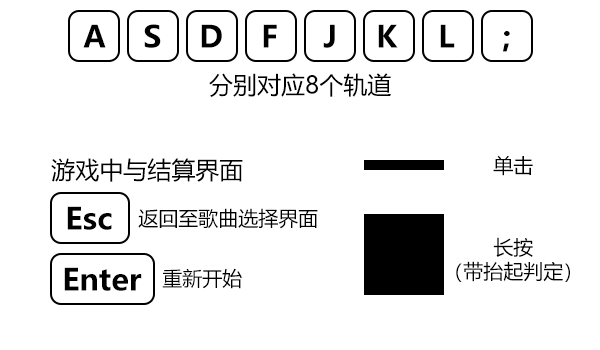 A S D F J K L ;
分别对应8个轨道
游戏中与结算界面
Esc 返回至歌曲选择界面
Enter 重新开始
单击
长按
（带抬起判定）